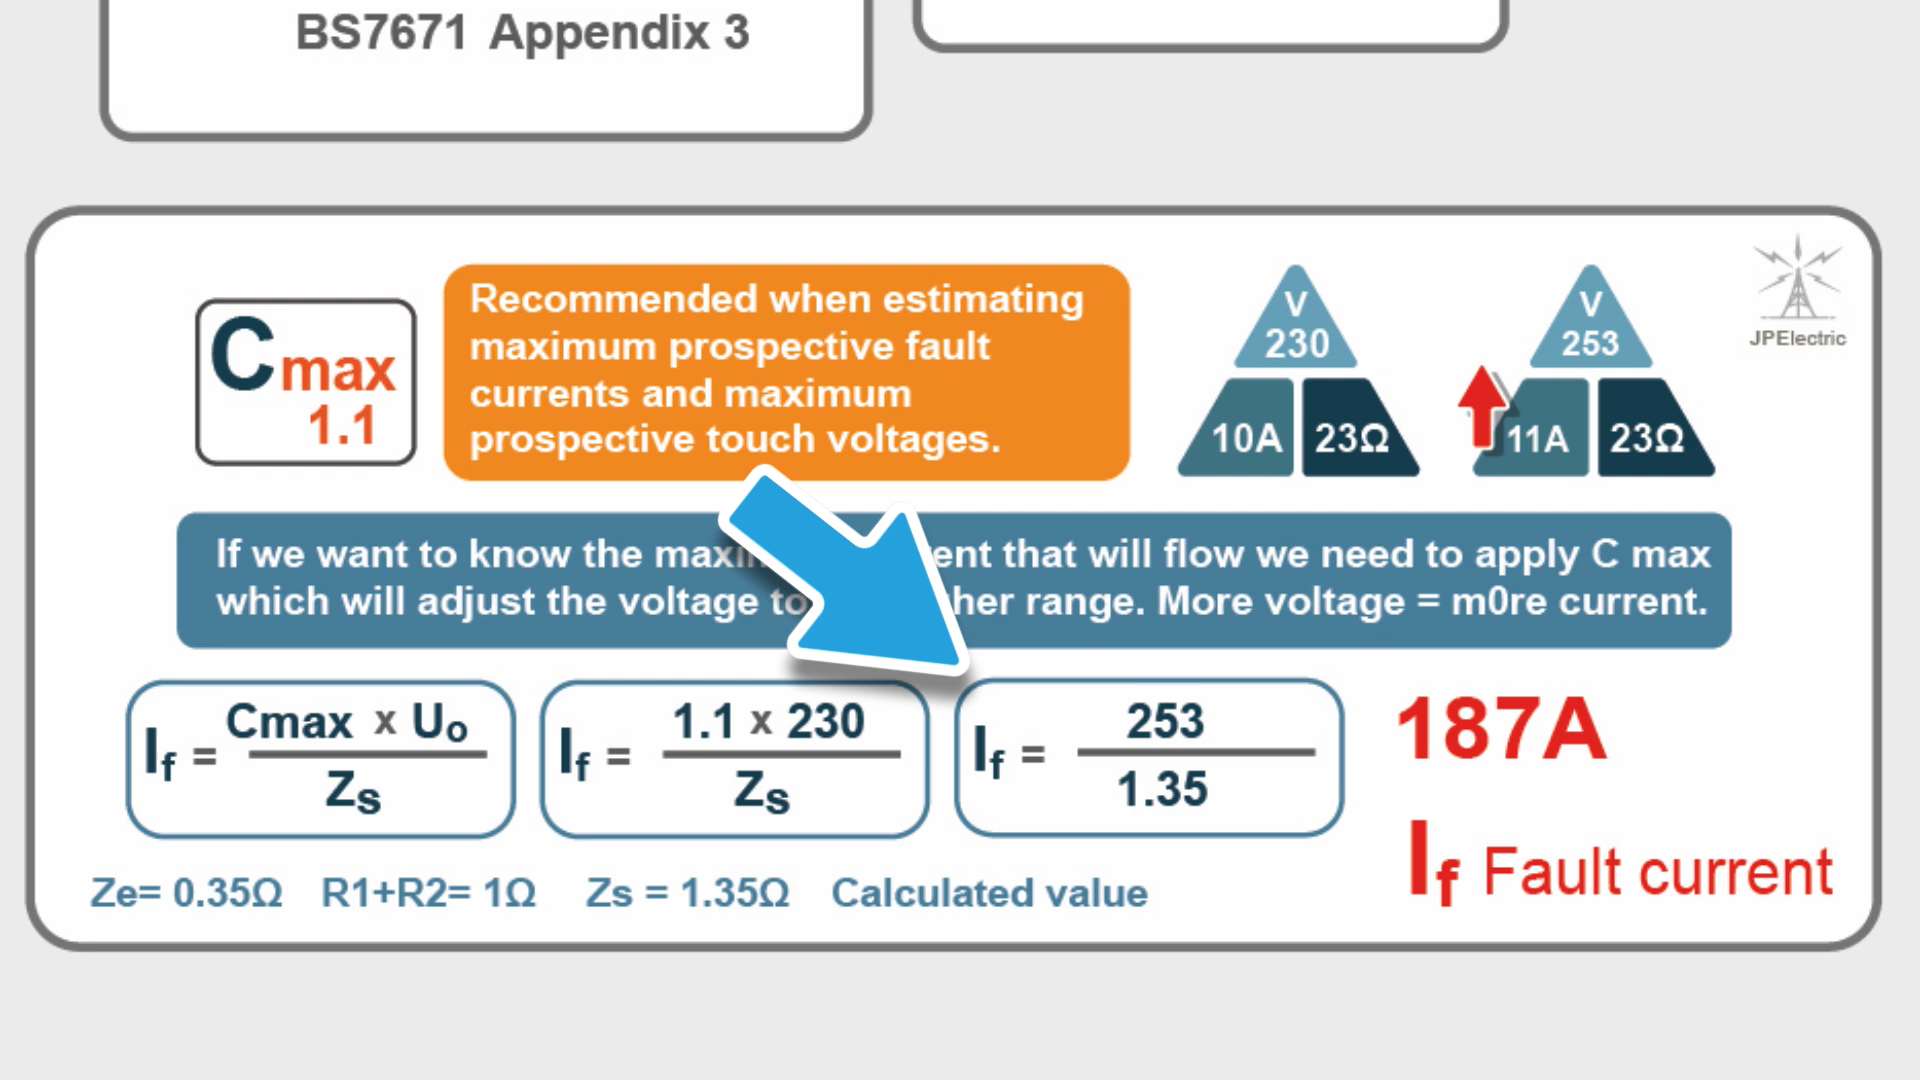 BS7671 Appendix 3
Cmax
1.1
Recommended when estimating
maximum prospective fault
currents and maximum
prospective touch voltages.
V
230
10A 23Ω
V
253
11A 23Ω
JPElectric
If we want to know the that will flow we need to apply C max
which will adjust the voltage to range. More voltage = m0re current.
If = Cmax x Uo
Zs
If = 1.1 x 230
Zs
If = 253
1.35
187A
If Fault current
Ze= 0.35Ω R1+R2= 1Ω Zs = 1.35Ω Calculated value